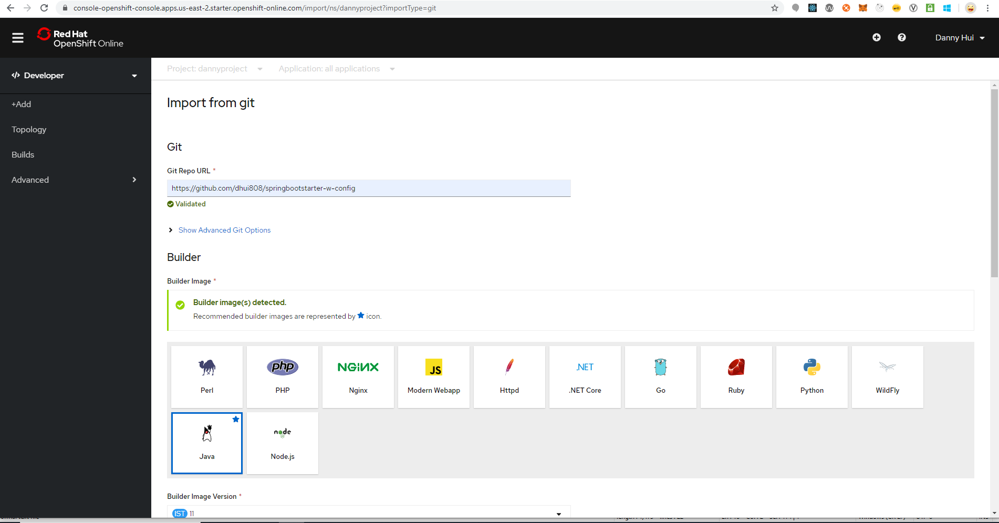 console-openshift-console.apps.us-east-2.starter.openshift-online.com/import/ns/dannyproject?importType=git
Red Hat
OpenShift Online
Danny Hui
Developer
+Add
Topology
Builds
Advanced
Project: dannyproject
Application: all applications
Import from git
Git
Git Repo URL *
https://github.com/dhui808/springbootstarter-w-config
Validated
Show Advanced Git Options
Builder
Builder Image *
Builder image(s) detected.
Recommended builder images are represented by icon.
php
NGINX
JS
.NET
Perl
PHP
Nginx
Modern Webapp
Httpd
.NET Core
Go
Ruby
Python
WildFly
node
Java
Node.js
Builder Image Version *
IST 11